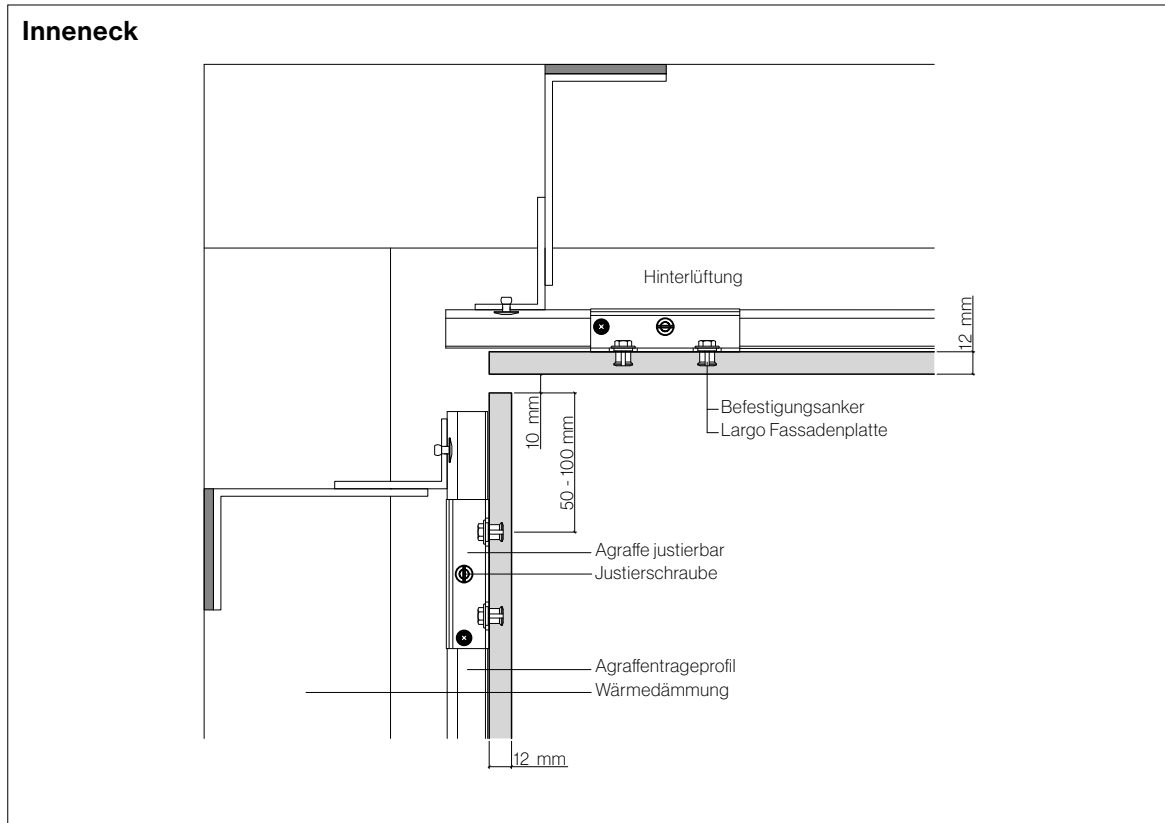 Inneneck
Hinterlüftung
12 mm
Befestigungsanker
Largo Fassadenplatte
10 mm
50 - 100 mm
Agraffe justierbar
Justierschraube
Agraffentrageprofil
Wärmedämmung
12 mm